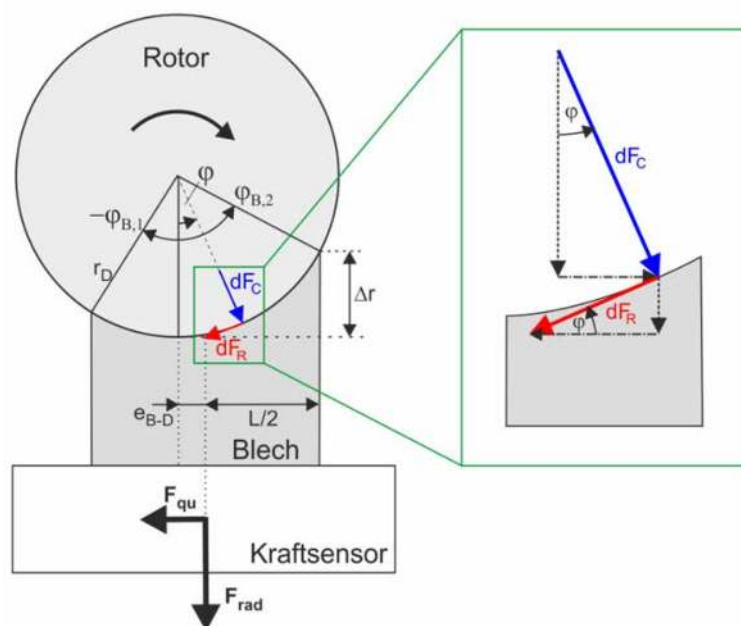 Rotor
φ
φB,2
−φB,1
rD
dFC
Δr
dFR
eB-D
L/2
Blech
Fqu
Kraftsensor
Frad
φ
dFC
dFR
φ